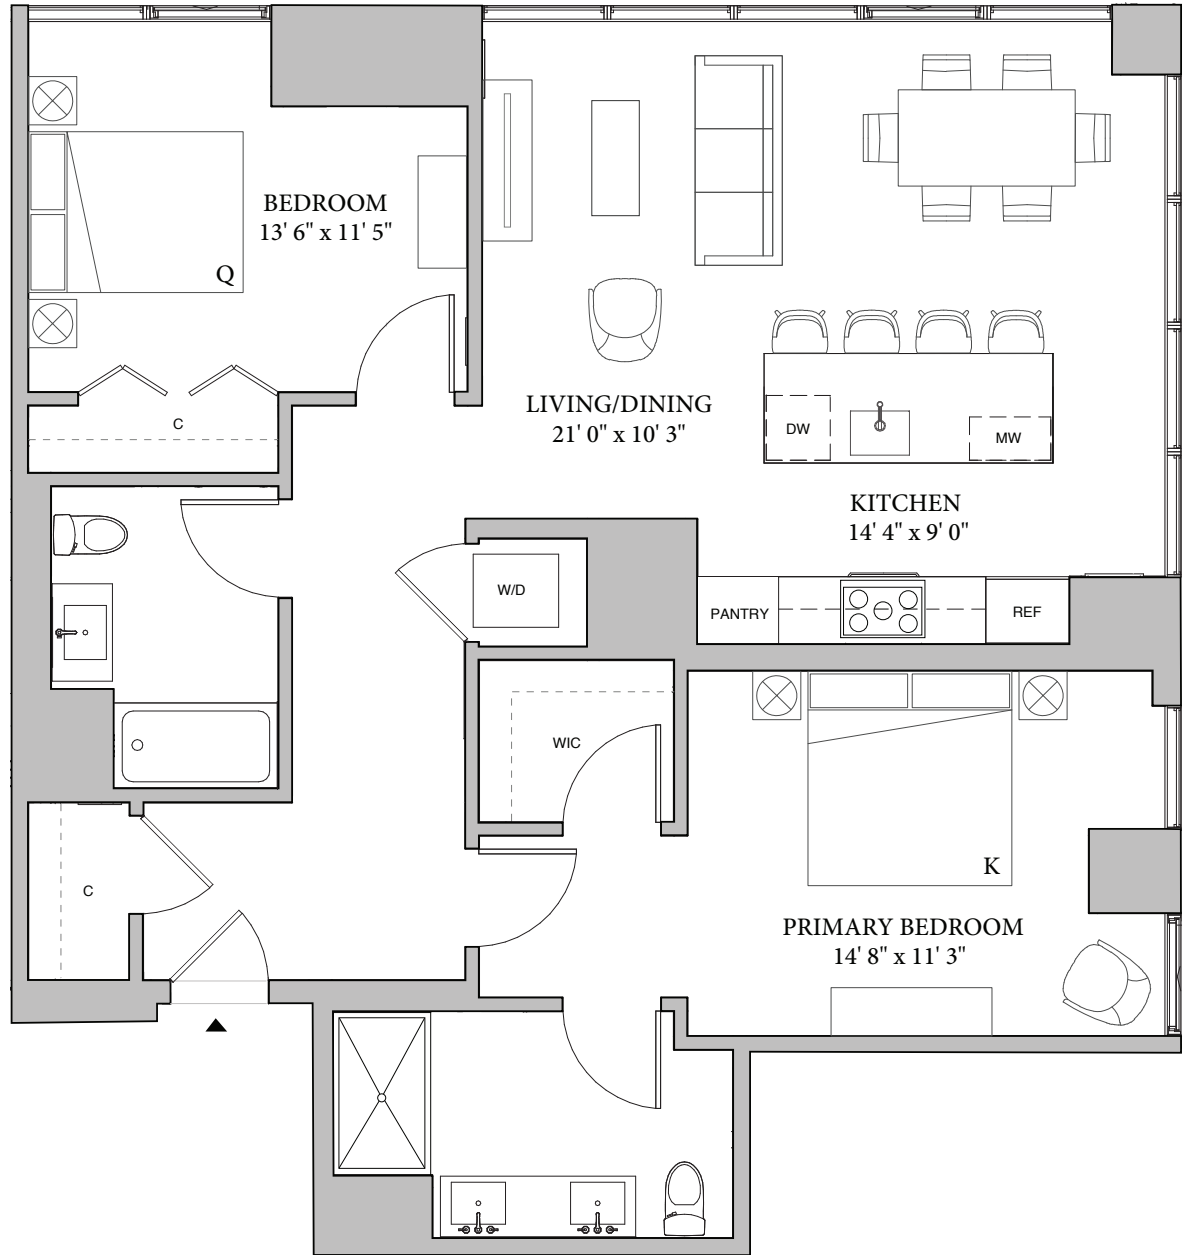 BEDROOM
13' 6" x 11' 5"
Q
C
LIVING/DINING
21' 0" x 10' 3"
DW
MW
KITCHEN
14' 4" x 9' 0"
W/D
PANTRY
REF
WIC
K
C
PRIMARY BEDROOM
14' 8" x 11' 3"